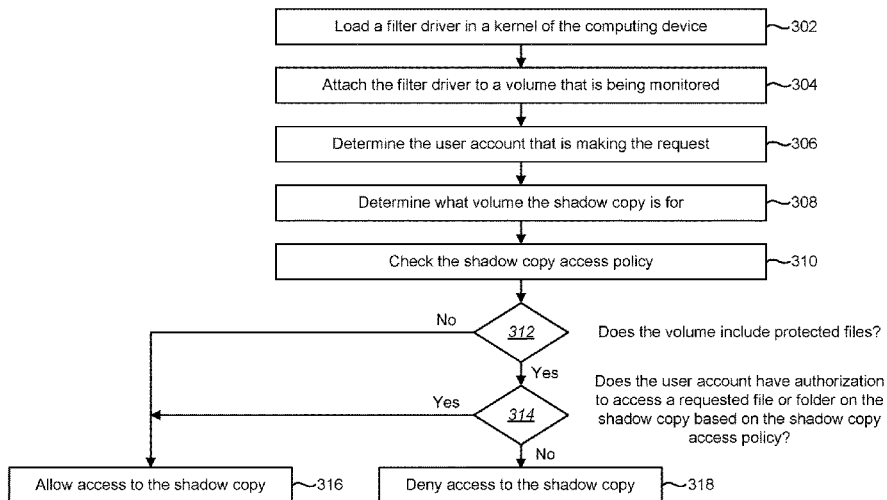 Load a filter driver in a kernel of the computing device
302
Attach the filter driver to a volume that is being monitored
304
Determine the user account that is making the request
306
Determine what volume the shadow copy is for
308
Check the shadow copy access policy
310
No
312
Does the volume include protected files?
Yes
Yes
314
Does the user account have authorization
to access a requested file or folder on the
shadow copy based on the shadow copy
access policy?
No
Allow access to the shadow copy
316
Deny access to the shadow copy
318